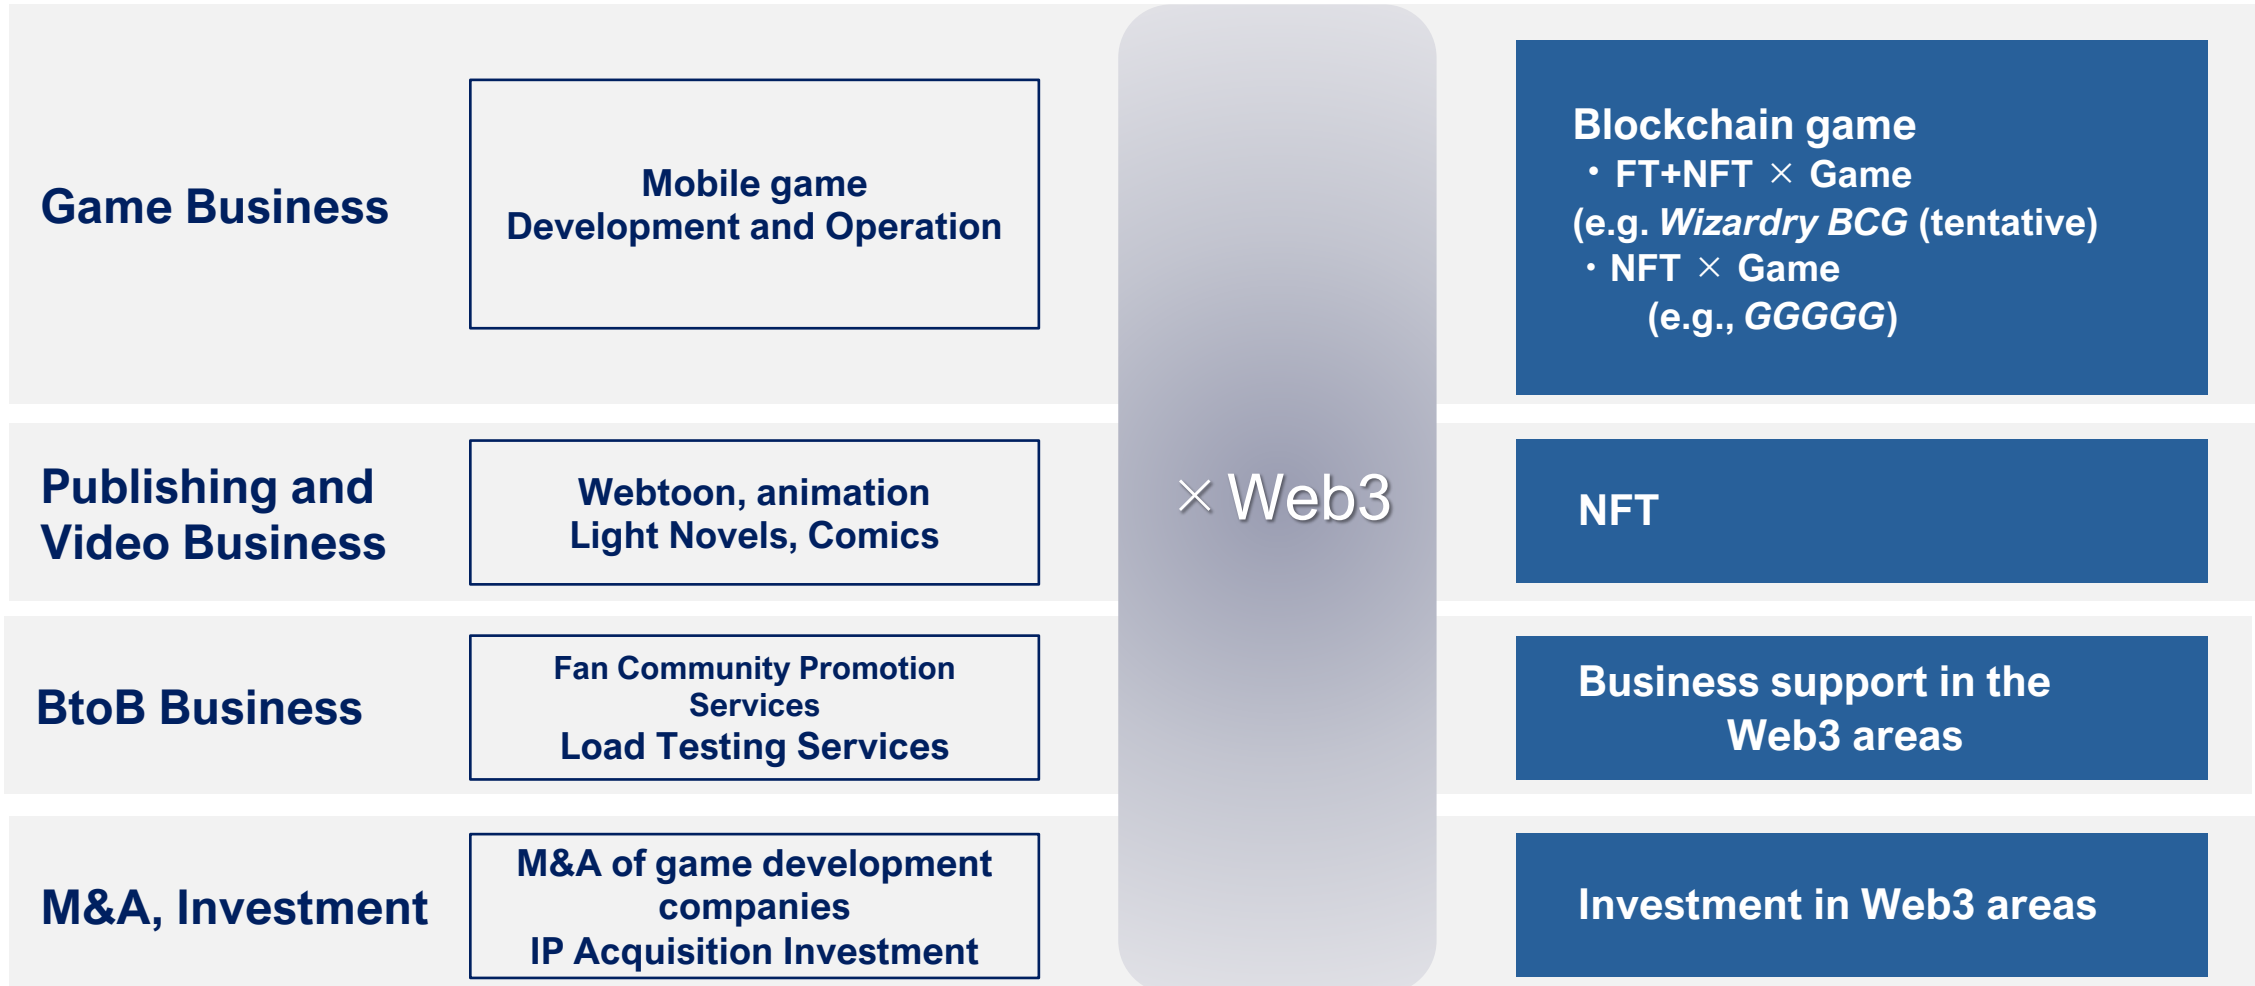 Game Business
Mobile game
Development and Operation
Blockchain game
・FT+NFT × Game
(e.g. Wizardry BCG (tentative)
・NFT × Game
(e.g., GGGGG)
Publishing and
Video Business
Webtoon, animation
Light Novels, Comics
×Web3
NFT
BtoB Business
Fan Community Promotion
Services
Load Testing Services
Business support in the
Web3 areas
M&A, Investment
M&A of game development
companies
IP Acquisition Investment
Investment in Web3 areas